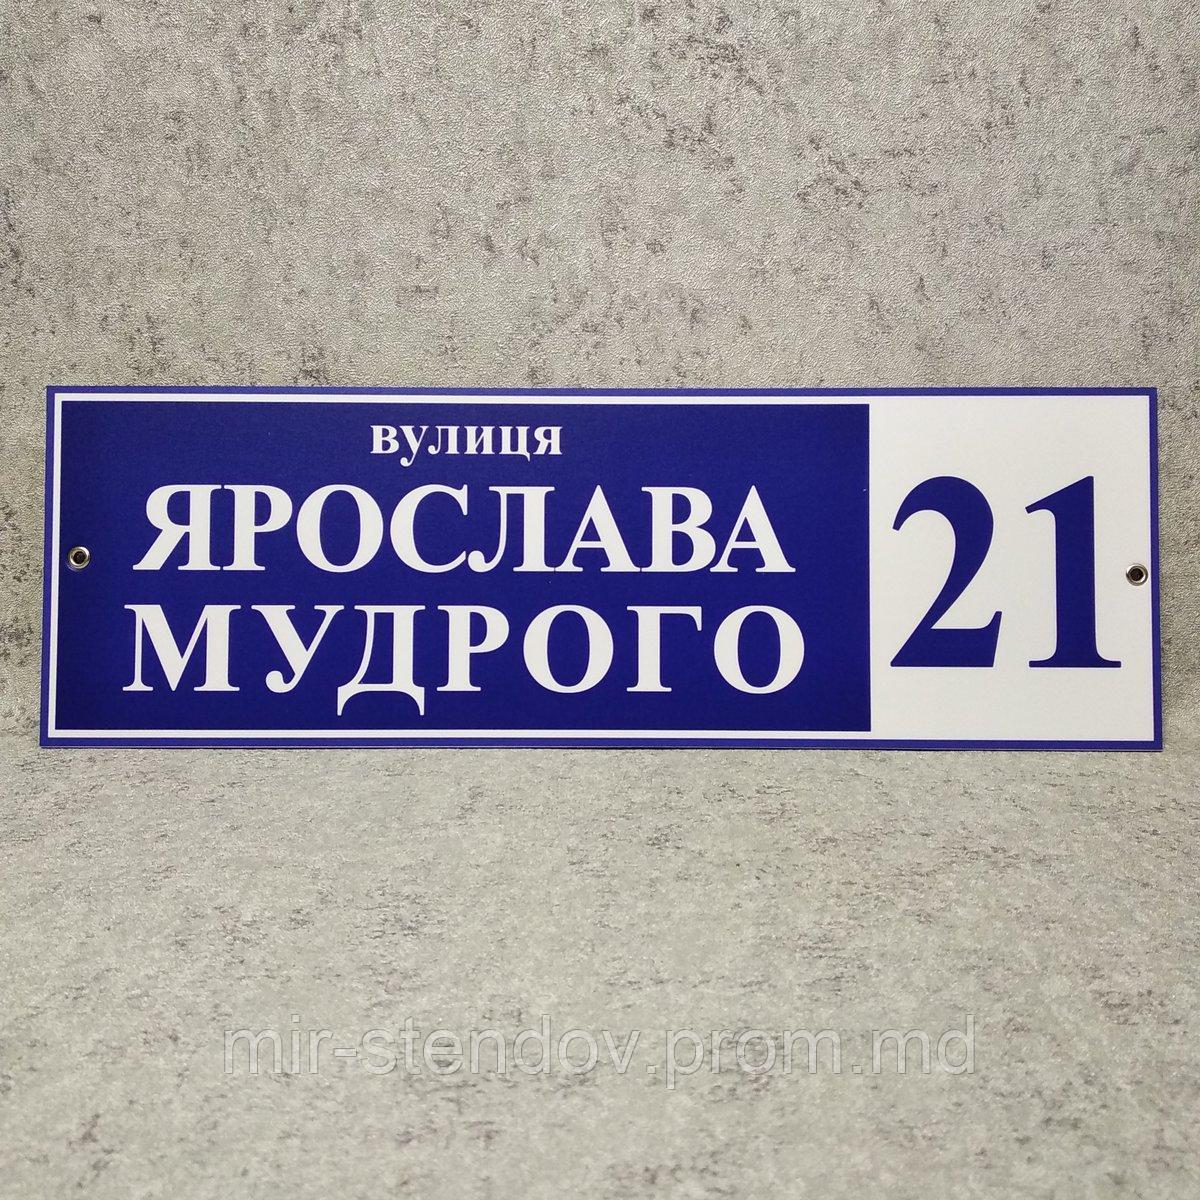 вулиця
ЯРОСЛАВА
МУДРОГО
21
mir-stendov.prom.md